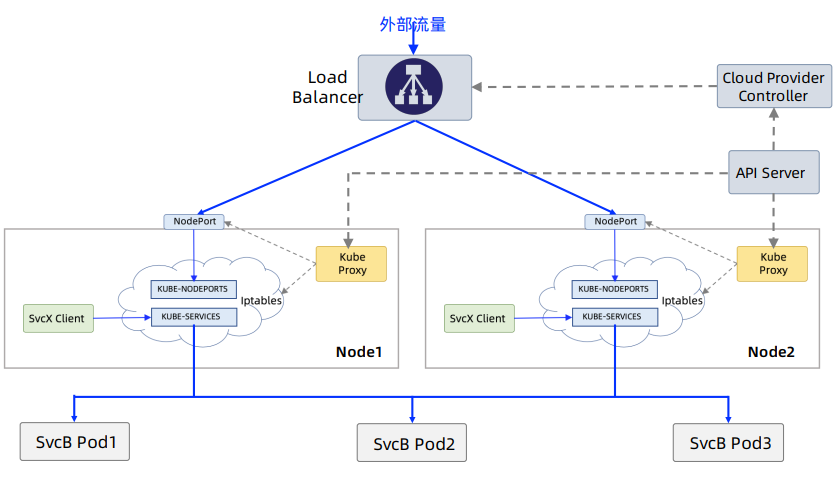 外部流量
Load
Balancer
Cloud Provider
Controller
API Server
NodePort
NodePort
Kube
Proxy
Kube
Proxy
KUBE-NODEPORTS
Iptables
KUBE-NODEPORTS
Iptables
SvcX Client
KUBE-SERVICES
SvcX Client
KUBE-SERVICES
Node1
Node2
SvcB Pod1
SvcB Pod2
SvcB Pod3